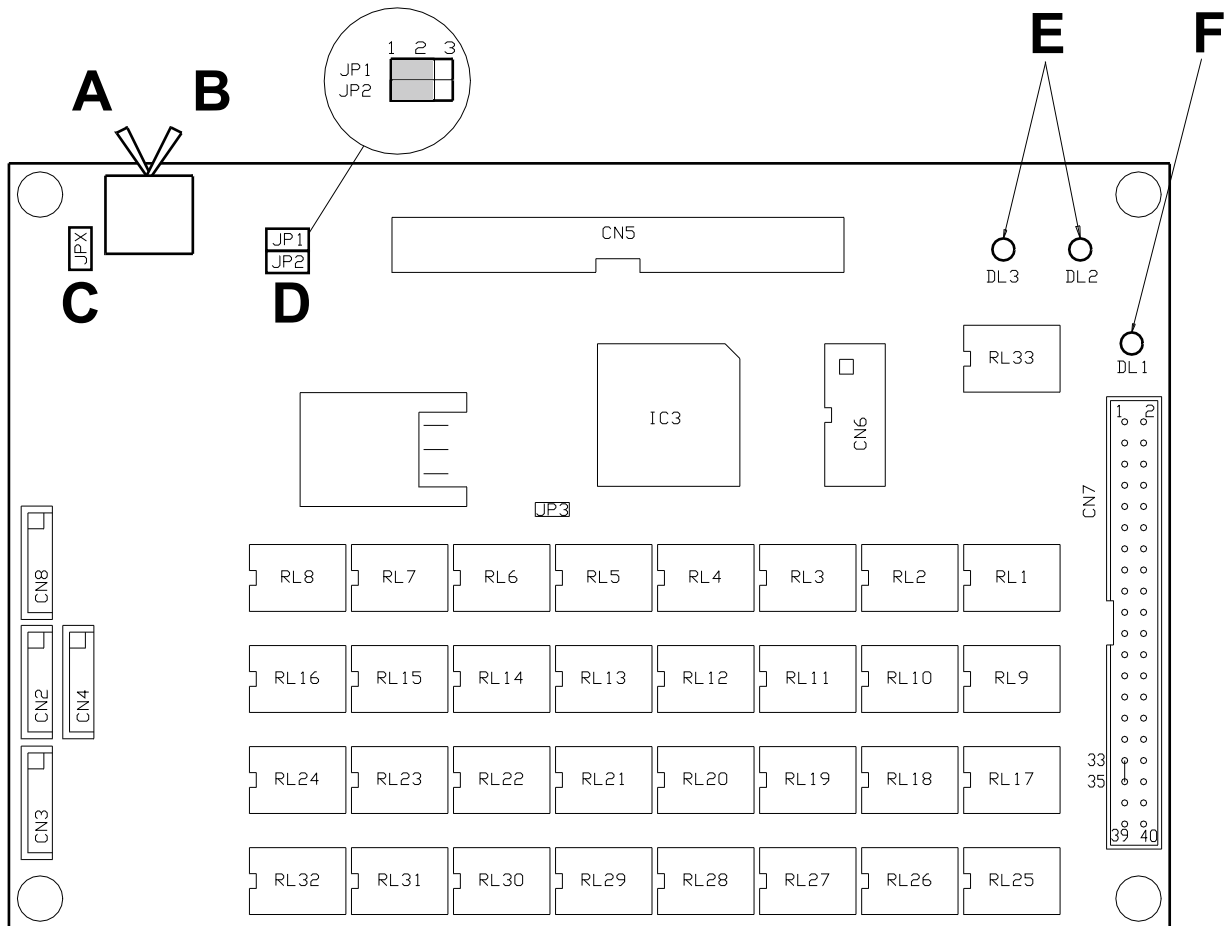 E F
1 2 3
JP1
JP2
A B
JPX
JP1
JP2
C D
CN5
DL3 DL2
DL1
RL33
IC3
CN6
1 2
CN7
JP3
CN8
RL8 RL7 RL6 RL5 RL4 RL3 RL2 RL1
CN2 CN4
RL16 RL15 RL14 RL13 RL12 RL11 RL10 RL9
33
35
RL24 RL23 RL22 RL21 RL20 RL19 RL18 RL17
CN3
39 40
RL32 RL31 RL30 RL29 RL28 RL27 RL26 RL25